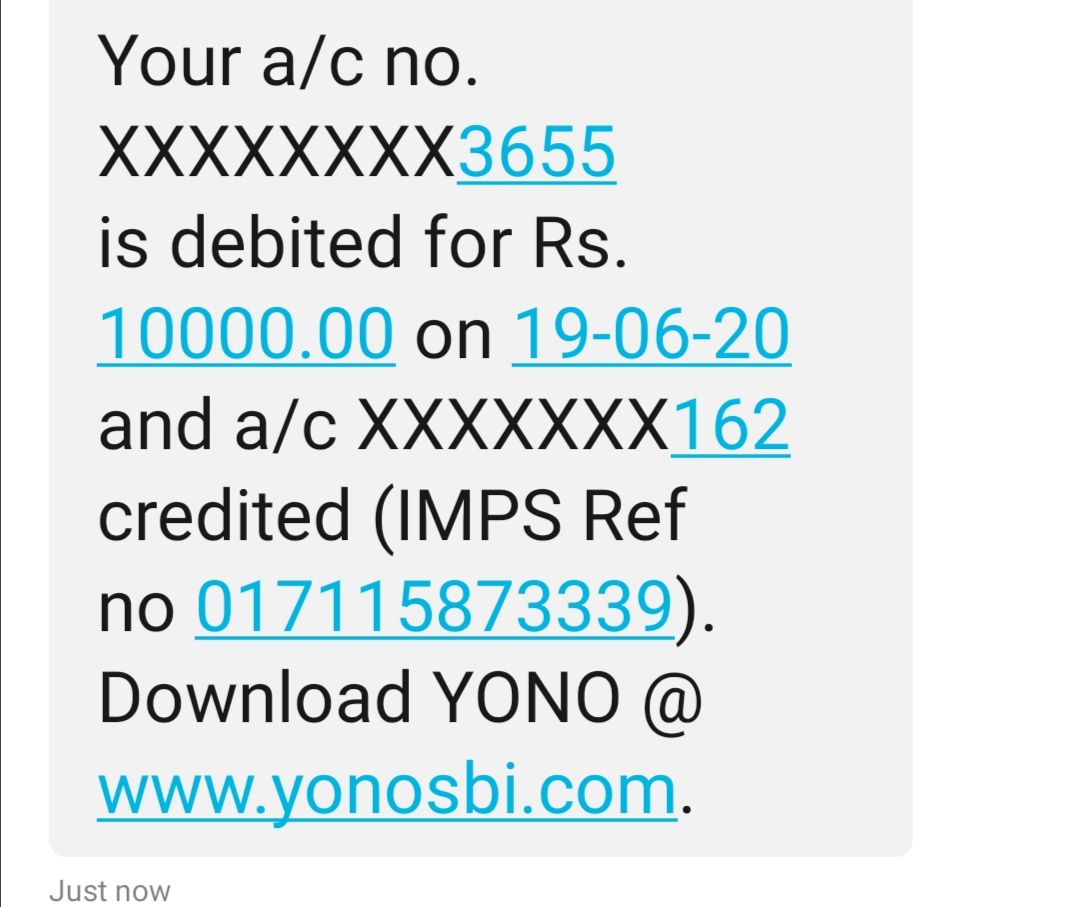 Your a/c no.
XXXXXXXX3655
is debited for Rs.
10000.00 on 19-06-20
and a/c XXXXXXX162
credited (IMPS Ref
no 017115873339).
Download YONO @
www.yonosbi.com.
Just now